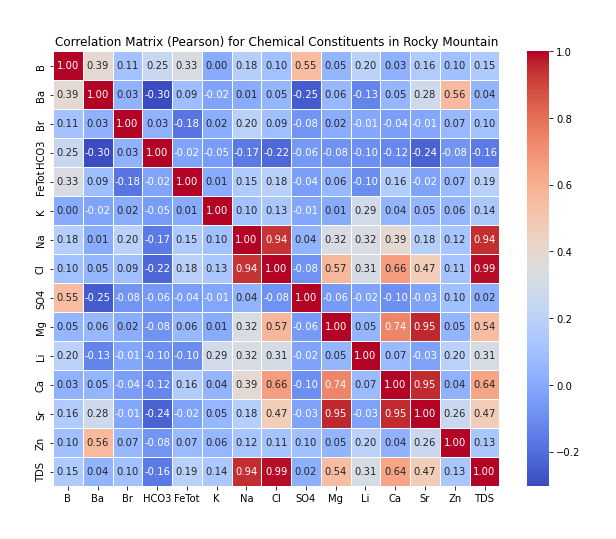 Correlation Matrix (Pearson) for Chemical Constituents in Rocky Mountain
B 1.00 0.39 0.11 0.25 0.33 0.00 0.18 0.10 0.55 0.05 0.20 0.03 0.16 0.10 0.15
Ba 0.39 1.00 0.03 -0.30 0.09 -0.02 0.01 0.05 -0.25 0.06 -0.13 0.05 0.28 0.56 0.04
Br 0.11 0.03 1.00 0.03 -0.18 0.02 0.20 0.09 -0.08 0.02 -0.01 -0.04 -0.01 0.07 0.10
HCO3 0.25 -0.30 0.03 1.00 -0.02 -0.05 -0.17 -0.22 -0.06 -0.08 -0.10 -0.12 -0.24 -0.08 -0.16
FeTot 0.33 0.09 -0.18 -0.02 1.00 0.01 0.15 0.18 -0.04 0.06 -0.10 0.16 -0.02 0.07 0.19
K 0.00 -0.02 0.02 -0.05 0.01 1.00 0.10 0.13 -0.01 0.01 0.29 0.04 0.05 0.06 0.14
Na 0.18 0.01 0.20 -0.17 0.15 0.10 1.00 0.94 0.04 0.32 0.32 0.39 0.18 0.12 0.94
Cl 0.10 0.05 0.09 -0.22 0.18 0.13 0.94 1.00 -0.08 0.57 0.31 0.66 0.47 0.11 0.99
SO4 0.55 -0.25 -0.08 -0.06 -0.04 -0.01 0.04 -0.08 1.00 -0.06 -0.02 -0.10 -0.03 0.10 0.02
Mg 0.05 0.06 0.02 -0.08 0.06 0.01 0.32 0.57 -0.06 1.00 0.05 0.74 0.95 0.05 0.54
Li 0.20 -0.13 -0.01 -0.10 -0.10 0.29 0.32 0.31 -0.02 0.05 1.00 0.07 -0.03 0.20 0.31
Ca 0.03 0.05 -0.04 -0.12 0.16 0.04 0.39 0.66 -0.10 0.74 0.07 1.00 0.95 0.04 0.64
Sr 0.16 0.28 -0.01 -0.24 -0.02 0.05 0.18 0.47 -0.03 0.95 -0.03 0.95 1.00 0.26 0.47
Zn 0.10 0.56 0.07 -0.08 0.07 0.06 0.12 0.11 0.10 0.05 0.20 0.04 0.26 1.00 0.13
TDS 0.15 0.04 0.10 -0.16 0.19 0.14 0.94 0.99 0.02 0.54 0.31 0.64 0.47 0.13 1.00
B Ba Br HCO3 FeTot K Na Cl SO4 Mg Li Ca Sr Zn TDS
1.0
0.8
0.6
0.4
0.2
0.0
−0.2